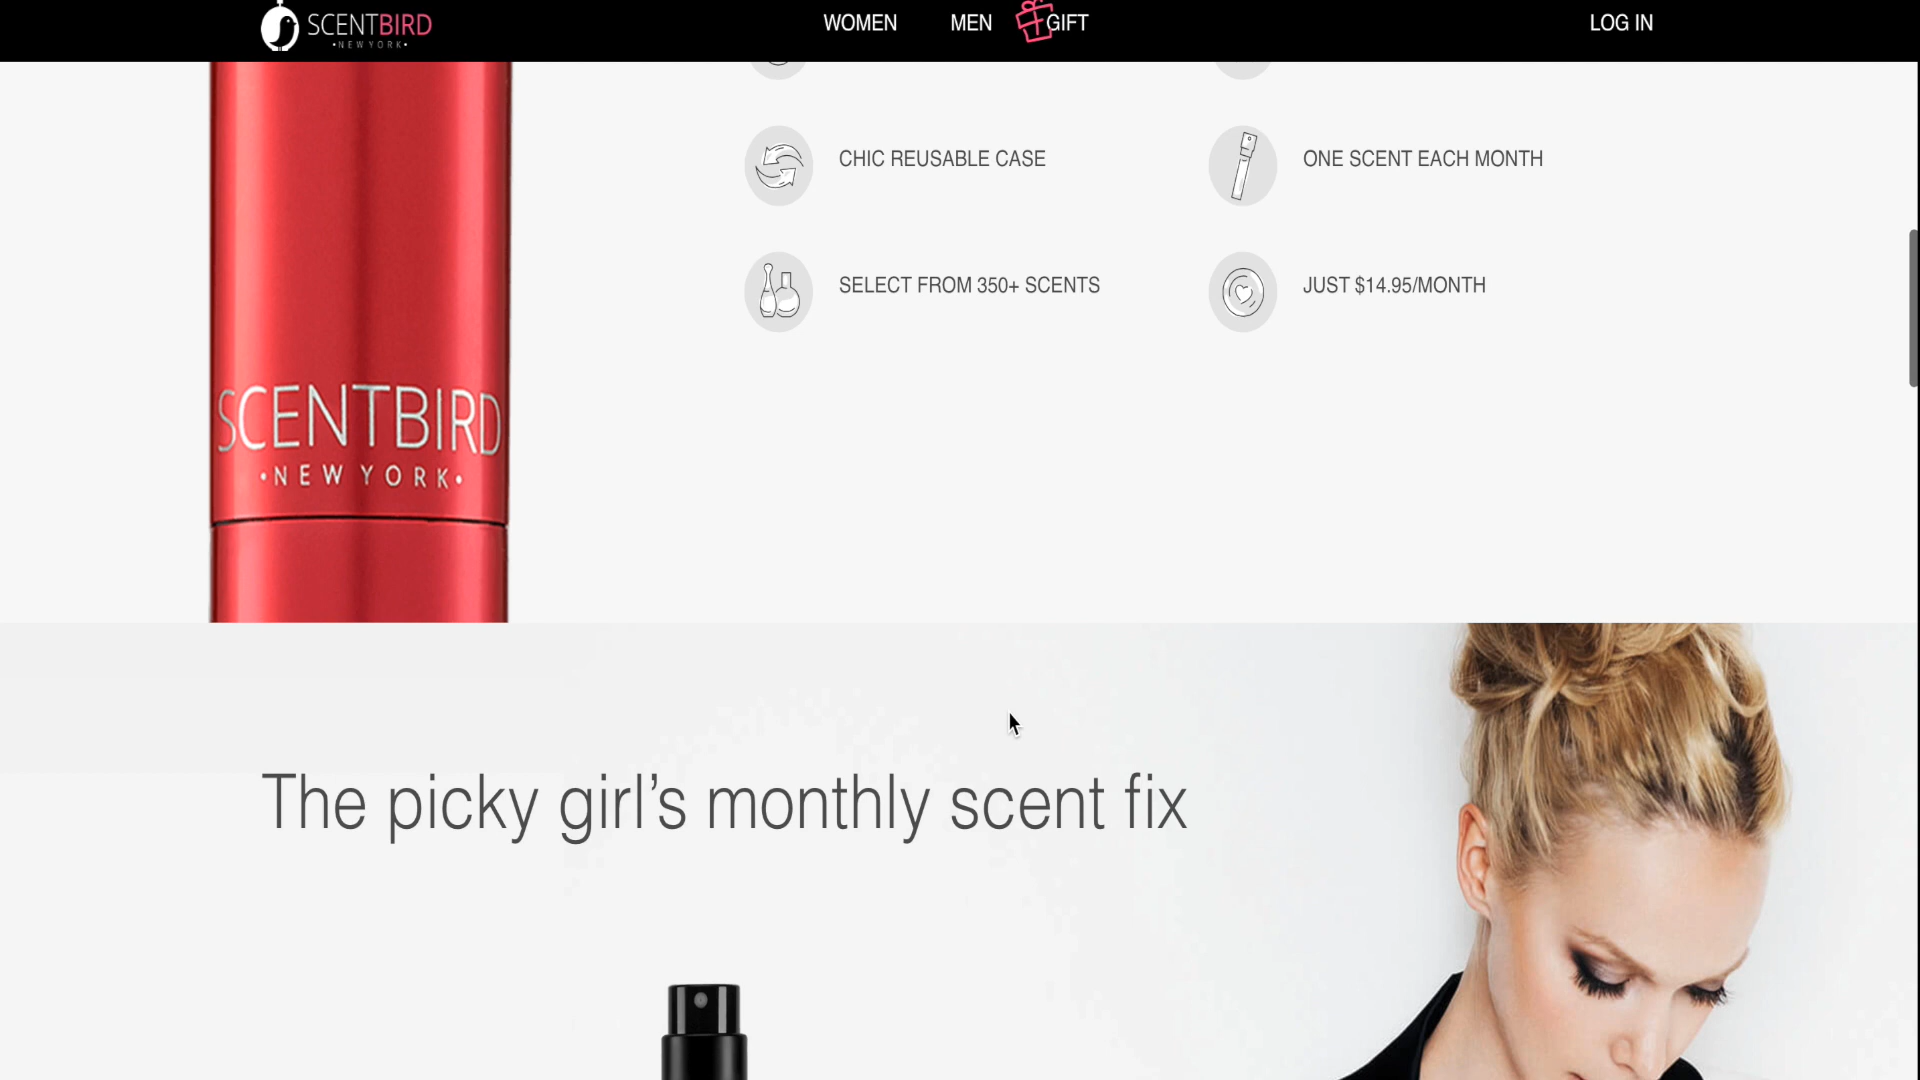 SCENTBIRD
•NEW YORK•
WOMEN
MEN
GIFT
LOG IN
CHIC REUSABLE CASE
ONE SCENT EACH MONTH
SELECT FROM 350+ SCENTS
JUST $14.95/MONTH
SCENTBIRD
•NEW YORK•
The picky girl’s monthly scent fix